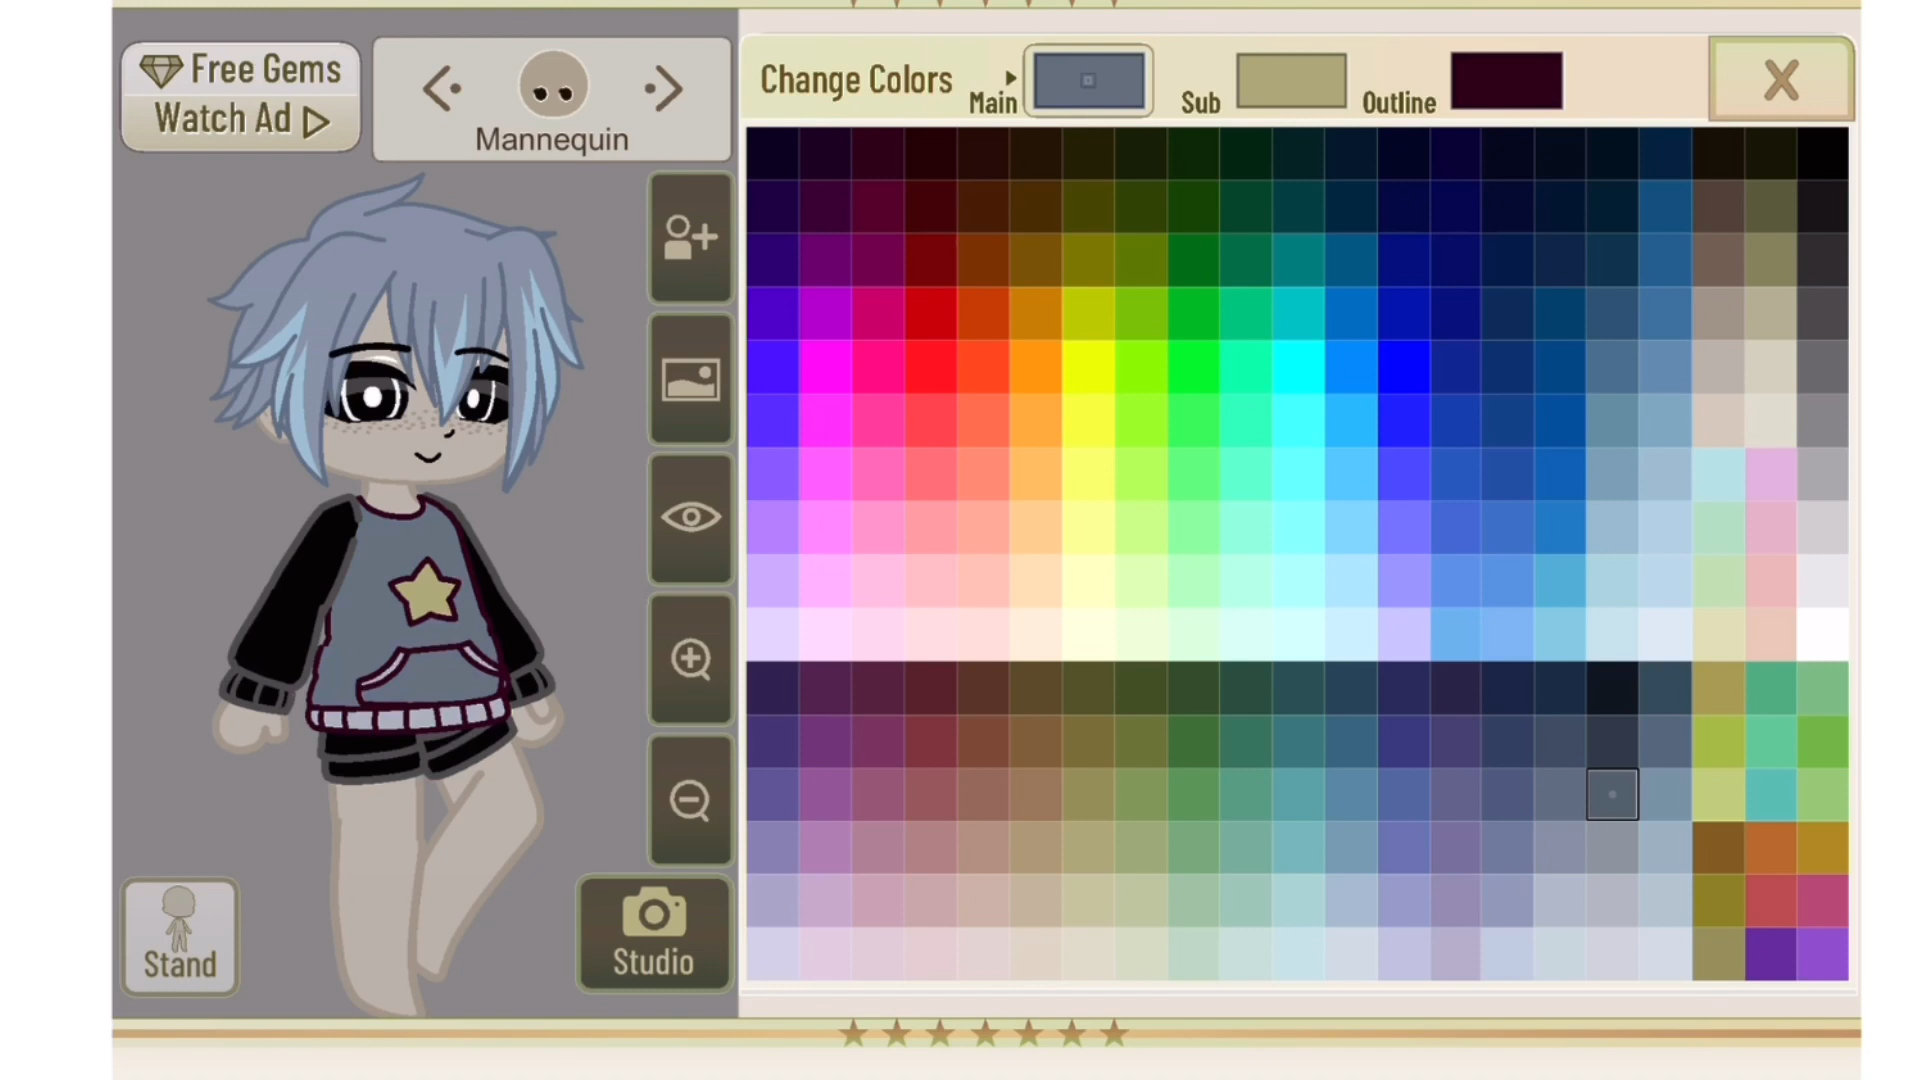 Free Gems
Watch Ad
Mannequin
Change Colors
Main
Sub
Outline
X
Stand
Studio